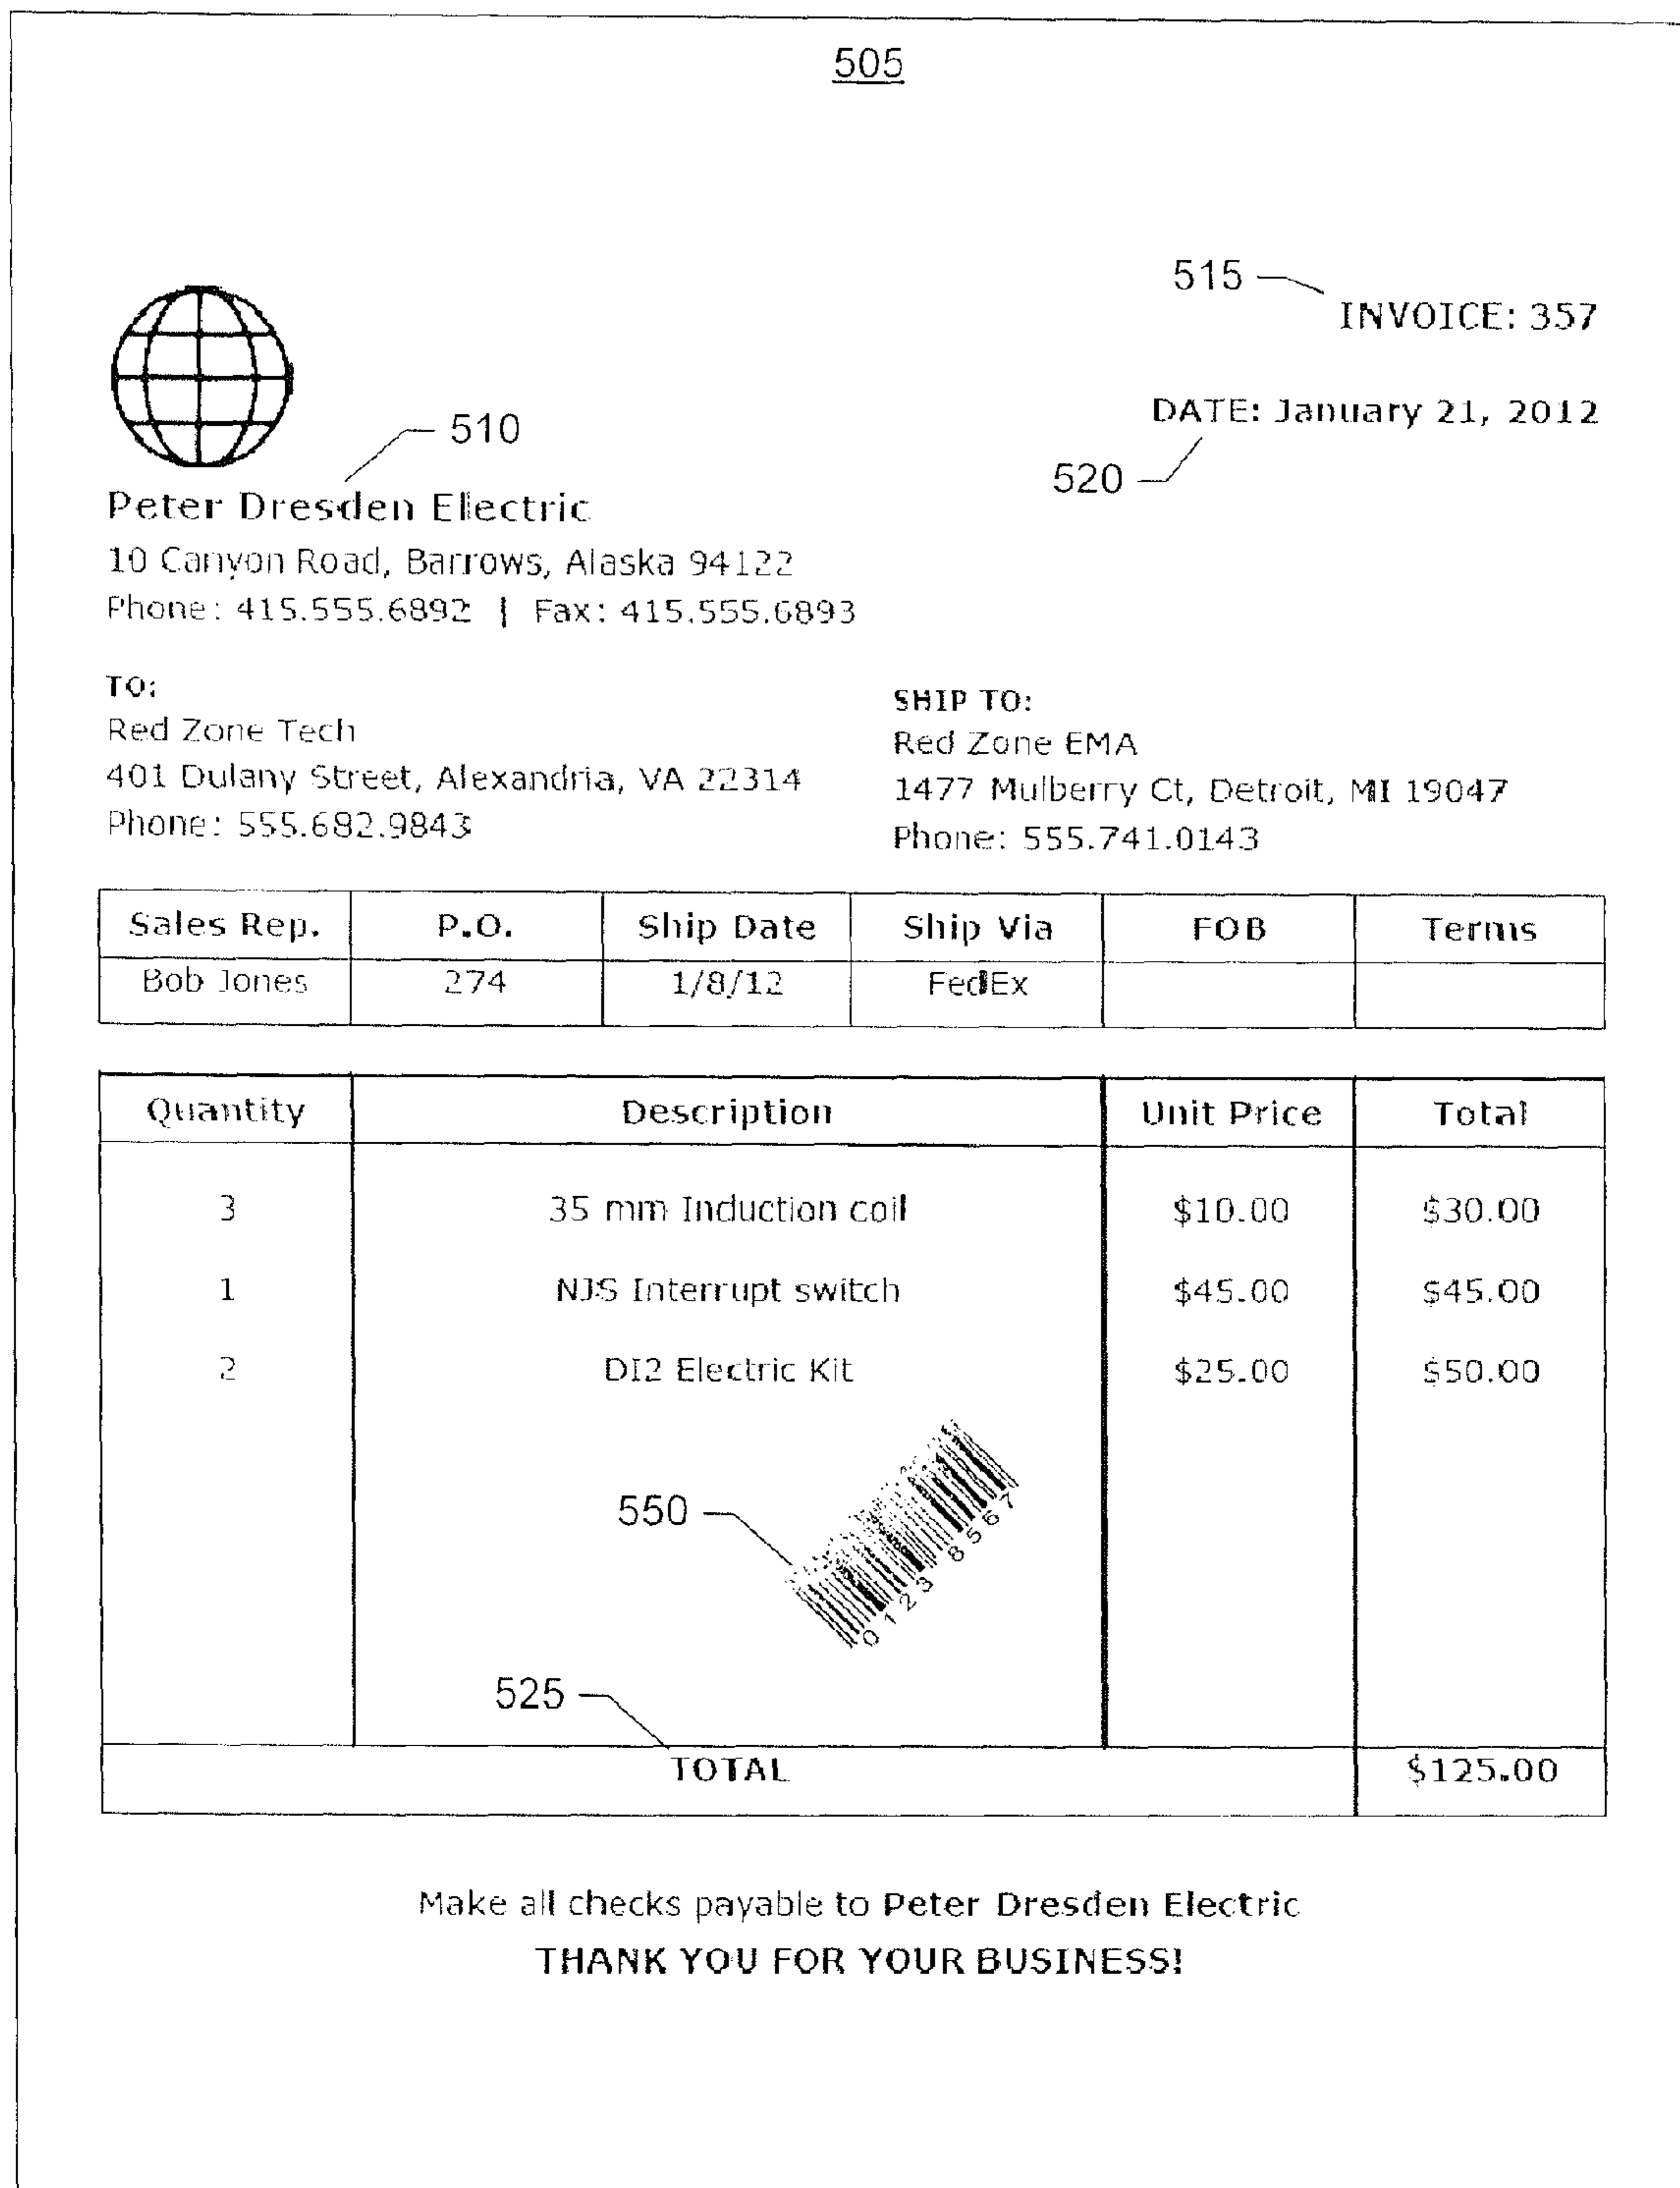 505
515
INVOICE: 357
DATE: January 21, 2012
510
520
Peter Dresden Electric
10 Canyon Road, Barrows, Alaska 94122
Phone: 415.555.6892 | Fax: 415.555.6893
TO:
Red Zone Tech
401 Dulany Street, Alexandria, VA 22314
Phone: 555.682.9843
SHIP TO:
Red Zone EMA
1477 Mulberry Ct, Detroit, MI 19047
Phone: 555.741.0143
Sales Rep. P.O. Ship Date Ship Via FOB Terms
Bob Jones 274 1/8/12 FedEx
Quantity Description Unit Price Total
3 35 mm Induction coil $10.00 $30.00
1 NJS Interrupt switch $45.00 $45.00
2 DI2 Electric Kit $25.00 $50.00
550
0123 8567
525
TOTAL $125.00
Make all checks payable to Peter Dresden Electric
THANK YOU FOR YOUR BUSINESS!